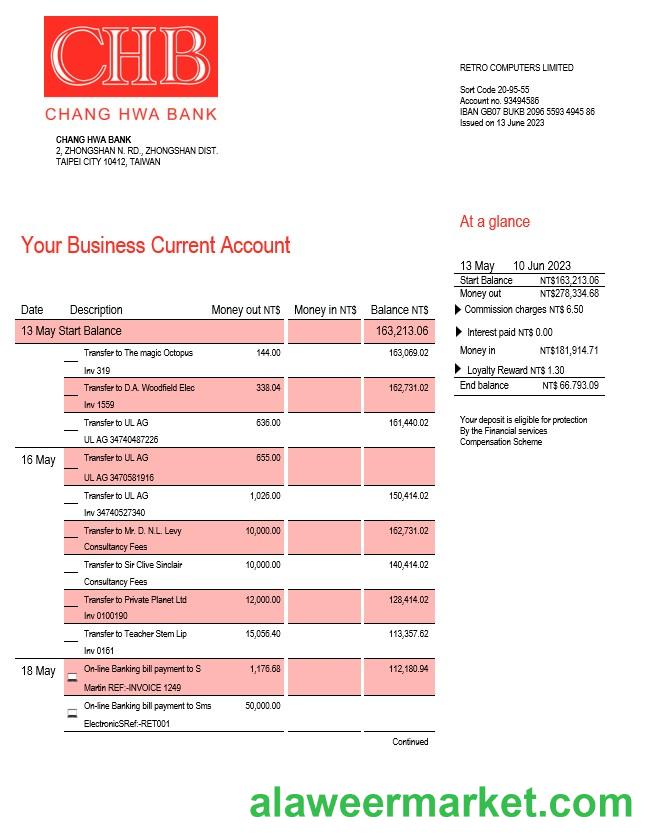 CHB
CHANG HWA BANK
CHANG HWA BANK
2, ZHONGSHAN N. RD., ZHONGSHAN DIST.
TAIPEI CITY 10412, TAIWAN
RETRO COMPUTERS LIMITED
Sort Code 20-95-55
Account no. 93494586
IBAN GB07 BUKB 2096 5593 4945 86
Issued on 13 June 2023
Your Business Current Account
At a glance
13 May 10 Jun 2023
Start Balance NT$163,213.06
Money out NT$278,334.68
Commission charges NT$ 6.50
Interest paid NT$ 0.00
Money in NT$181,914.71
Loyalty Reward NT$ 1.30
End balance NT$ 66.793.09
Your deposit is eligible for protection
By the Financial services
Compensation Scheme
Date Description Money out NT$ Money in NT$ Balance NT$
13 May Start Balance 163,213.06
Transfer to The magic Octopus 144.00 163,069.02
Inv 319
Transfer to D.A. Woodfield Elec 338.04 162,731.02
Inv 1559
Transfer to UL AG 636.00 161,440.02
UL AG 34740487226
16 May Transfer to UL AG 655.00
UL AG 3470581916
Transfer to UL AG 1,026.00 150,414.02
Inv 34740527340
Transfer to Mr. D. N.L. Levy 10,000.00 162,731.02
Consultancy Fees
Transfer to Sir Clive Sinclair 10,000.00 140,414.02
Consultancy Fees
Transfer to Private Planet Ltd 12,000.00 128,414.02
Inv 0100190
Transfer to Teacher Stem Lip 15,056.40 113,357.62
Inv 0161
18 May On-line Banking bill payment to S 1,176.68 112,180.94
Martin REF:-INVOICE 1249
On-line Banking bill payment to Sms 50,000.00
ElectronicSRef:-RET001
Continued
alaweermarket.com